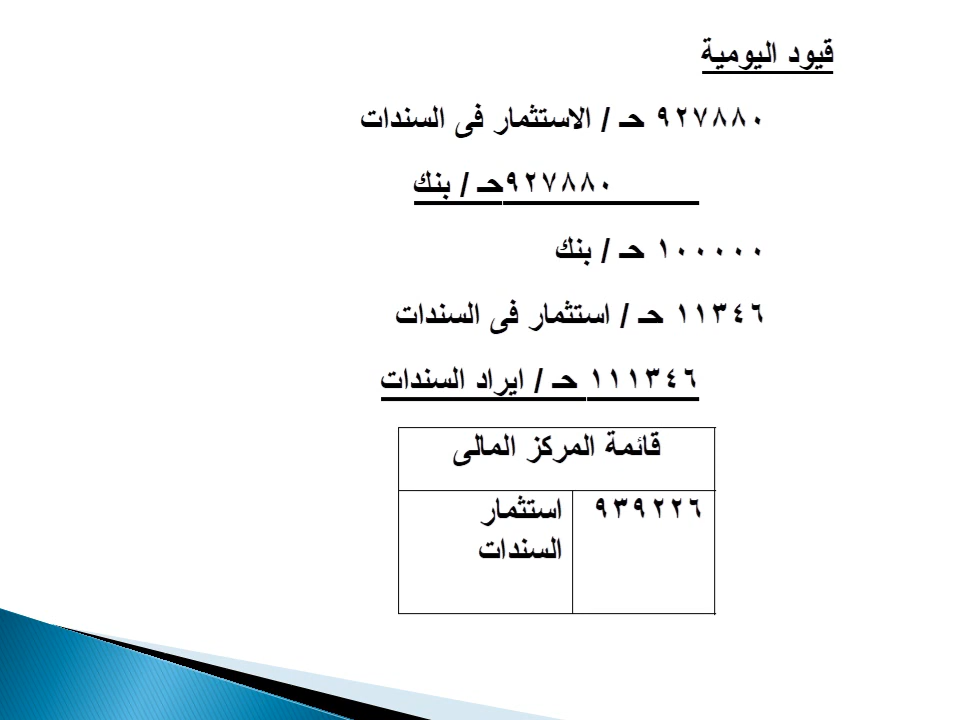 قيود اليومية
٩٢٧٨٨٠ حـ / الاستثمار فى السندات
٩٢٧٨٨٠حـ / بنك
١٠٠٠٠٠ حـ / بنك
١١٣٤٦ حـ / استثمار فى السندات
١١١٣٤٦ حـ / ايراد السندات
قائمة المركز المالى
٩٣٩٢٢٦ استثمار
السندات